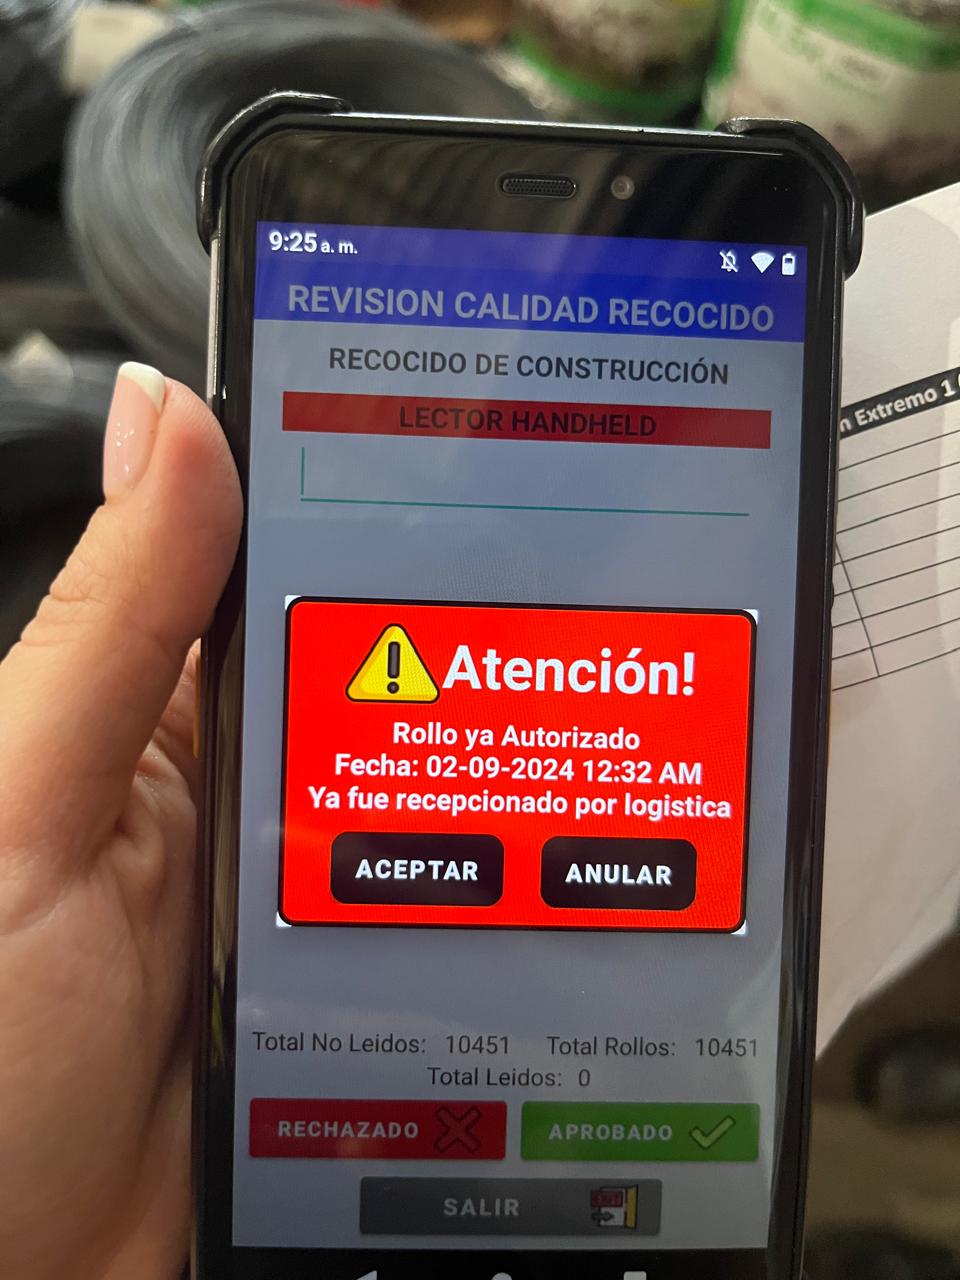 9:25 a. m.
REVISION CALIDAD RECOCIDO
RECOCIDO DE CONSTRUCCIÓN
LECTOR HANDHELD
Atención!
Rollo ya Autorizado
Fecha: 02-09-2024 12:32 AM
Ya fue recepcionado por logistica
ACEPTAR ANULAR
Total No Leidos: 10451 Total Rollos: 10451
Total Leidos: 0
RECHAZADO APROBADO
SALIR EXIT
Extremo 1